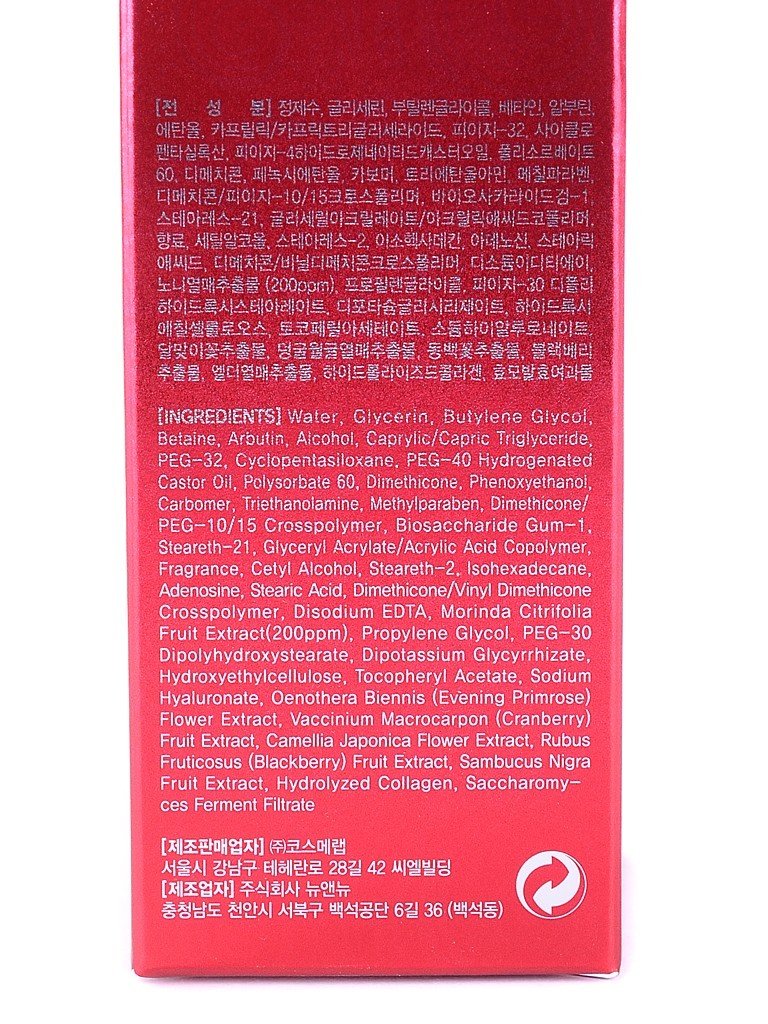 [전 성 분] 정제수, 글리세린, 부틸렌글라이콜, 베타인, 알부틴,
에탄올, 카프릴릭/카프릭트리글리세라이드, 피이지-32, 사이클로
펜타실록산, 피이지-4하이드로제네이티드캐스터오일, 폴리소르베이트
60, 디메치콘, 페녹시에탄올, 카보머, 트리에탄올아민, 메칠파라벤,
디메치콘/피이지-10/15크로스폴리머, 바이오사카라이드검-1,
스테아레스-21, 글리세릴아크릴레이트/아크릴릭애씨드코폴리머,
향료, 세틸알코올, 스테아레스-2, 이소헥사데칸, 아데노신, 스테아릭
애씨드, 디메치콘/비닐디메치콘크로스폴리머, 디소듐이디티에이,
노니열매추출물 (200ppm), 프로필렌글라이콜, 피이지-30 디폴리
하이드록시스테아레이트, 디포타슘글리시리제이트, 하이드록시
에칠셀룰로오스, 토코페릴아세테이트, 소듐하이알루로네이트,
달맞이꽃추출물, 덩굴월귤열매추출물, 동백꽃추출물, 블랙베리
추출물, 엘더열매추출물, 하이드롤라이즈드콜라겐, 효모발효여과물
[INGREDIENTS] Water, Glycerin, Butylene Glycol,
Betaine, Arbutin, Alcohol, Caprylic/Capric Triglyceride,
PEG-32, Cyclopentasiloxane, PEG-40 Hydrogenated
Castor Oil, Polysorbate 60, Dimethicone, Phenoxyethanol,
Carbomer, Triethanolamine, Methylparaben, Dimethicone/
PEG-10/15 Crosspolymer, Biosaccharide Gum-1,
Steareth-21, Glyceryl Acrylate/Acrylic Acid Copolymer,
Fragrance, Cetyl Alcohol, Steareth-2, Isohexadecane,
Adenosine, Stearic Acid, Dimethicone/Vinyl Dimethicone
Crosspolymer, Disodium EDTA, Morinda Citrifolia
Fruit Extract(200ppm), Propylene Glycol, PEG-30
Dipolyhydroxystearate, Dipotassium Glycyrrhizate,
Hydroxyethylcellulose, Tocopheryl Acetate, Sodium
Hyaluronate, Oenothera Biennis (Evening Primrose)
Flower Extract, Vaccinium Macrocarpon (Cranberry)
Fruit Extract, Camellia Japonica Flower Extract, Rubus
Fruticosus (Blackberry) Fruit Extract, Sambucus Nigra
Fruit Extract, Hydrolyzed Collagen, Saccharomy-
ces Ferment Filtrate
[제조판매업자] ㈜코스메랩
서울시 강남구 테헤란로 28길 42 씨엘빌딩
[제조업자] 주식회사 뉴앤뉴
충청남도 천안시 서북구 백석공단 6길 36 (백석동)